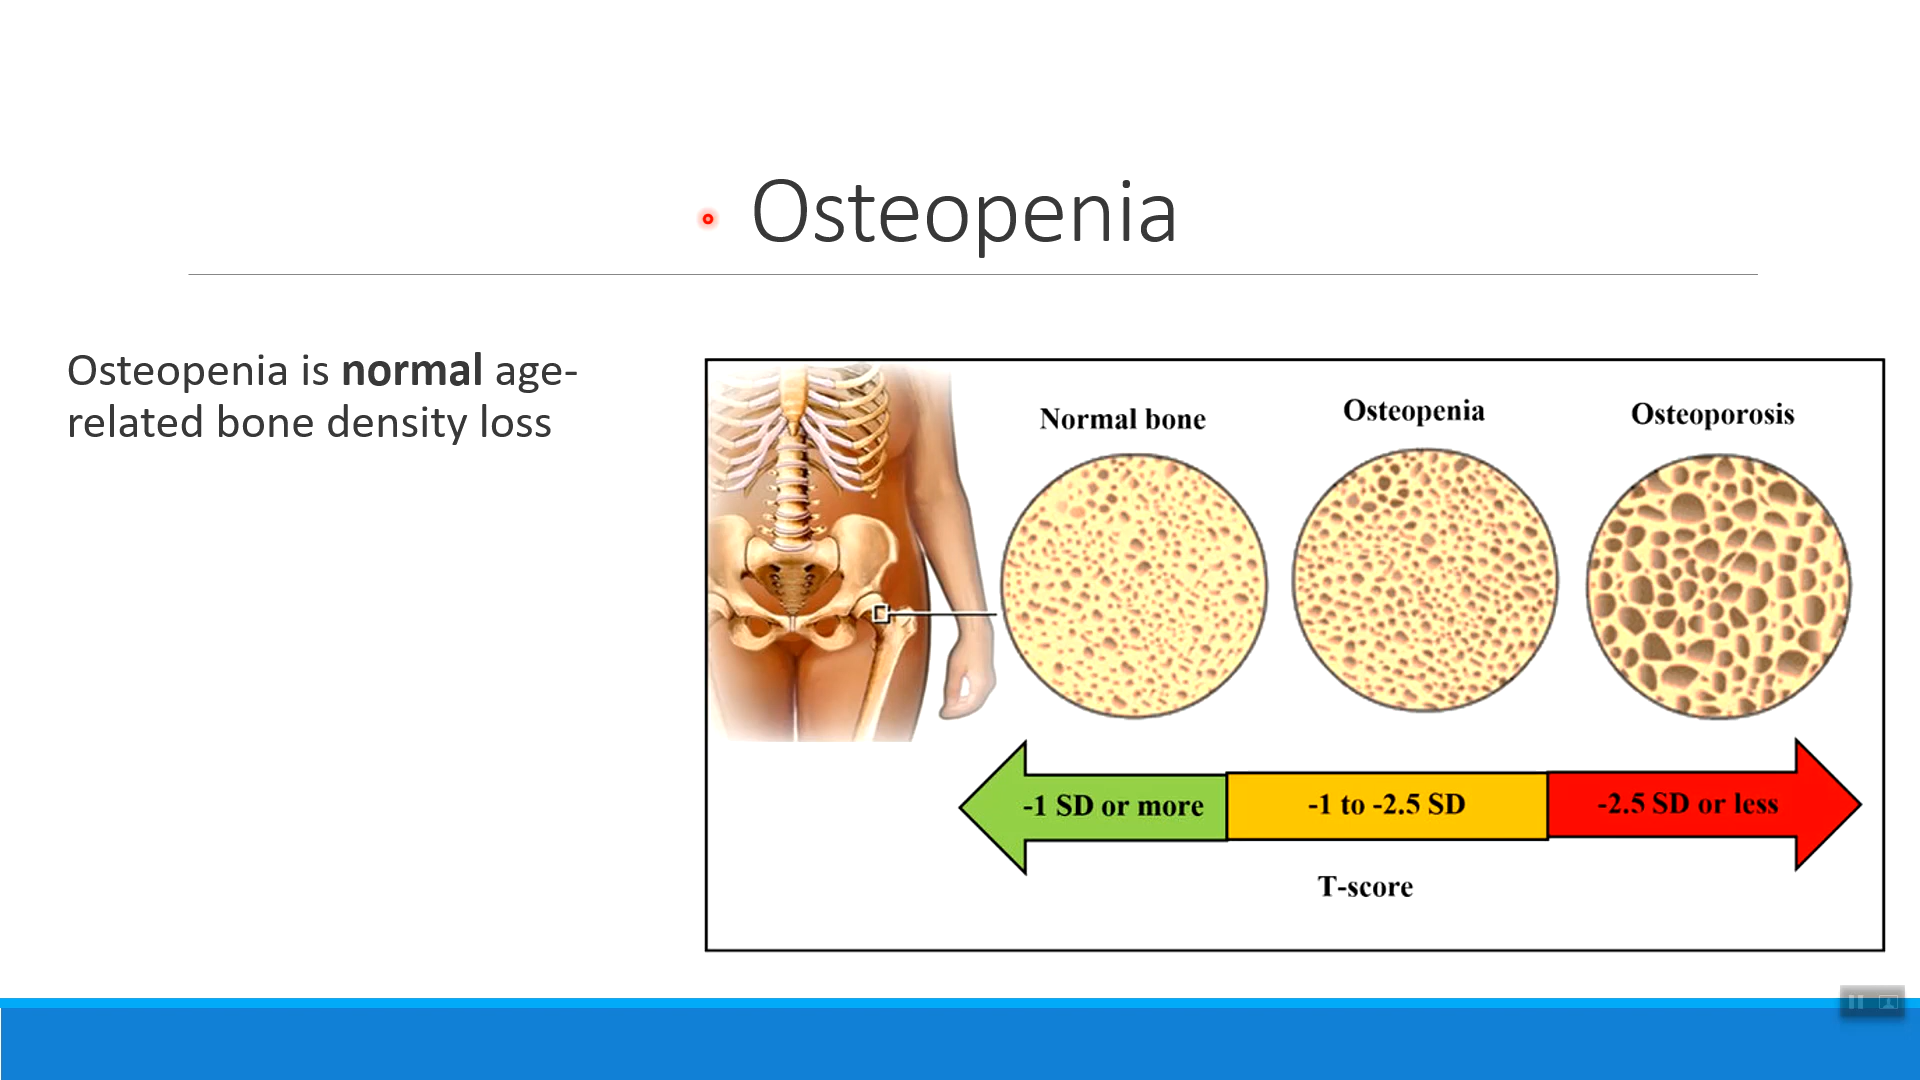 Osteopenia
Osteopenia is normal age-
related bone density loss
Normal bone
Osteopenia
Osteoporosis
-1 SD or more
-1 to -2.5 SD
-2.5 SD or less
T-score